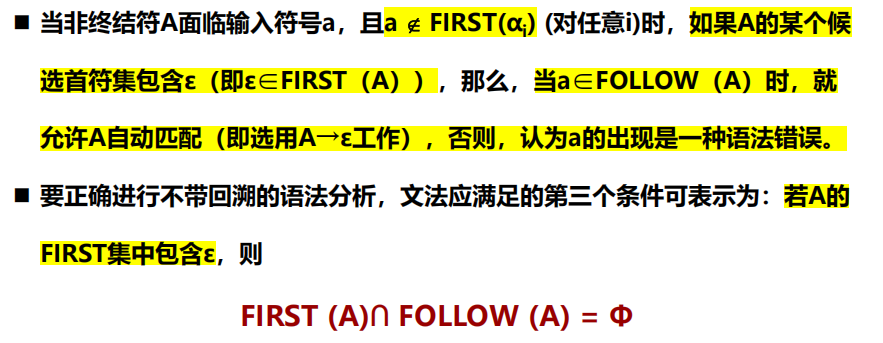 ■ 当非终结符A面临输入符号a，且a ∉ FIRST(αi) (对任意i)时，如果A的某个候
选首符集包含ε（即ε∈FIRST（A）），那么，当a∈FOLLOW（A）时，就
允许A自动匹配（即选用A→ε工作），否则，认为a的出现是一种语法错误。
■ 要正确进行不带回溯的语法分析，文法应满足的第三个条件可表示为：若A的
FIRST集中包含ε，则
FIRST (A)∩ FOLLOW (A) = Φ